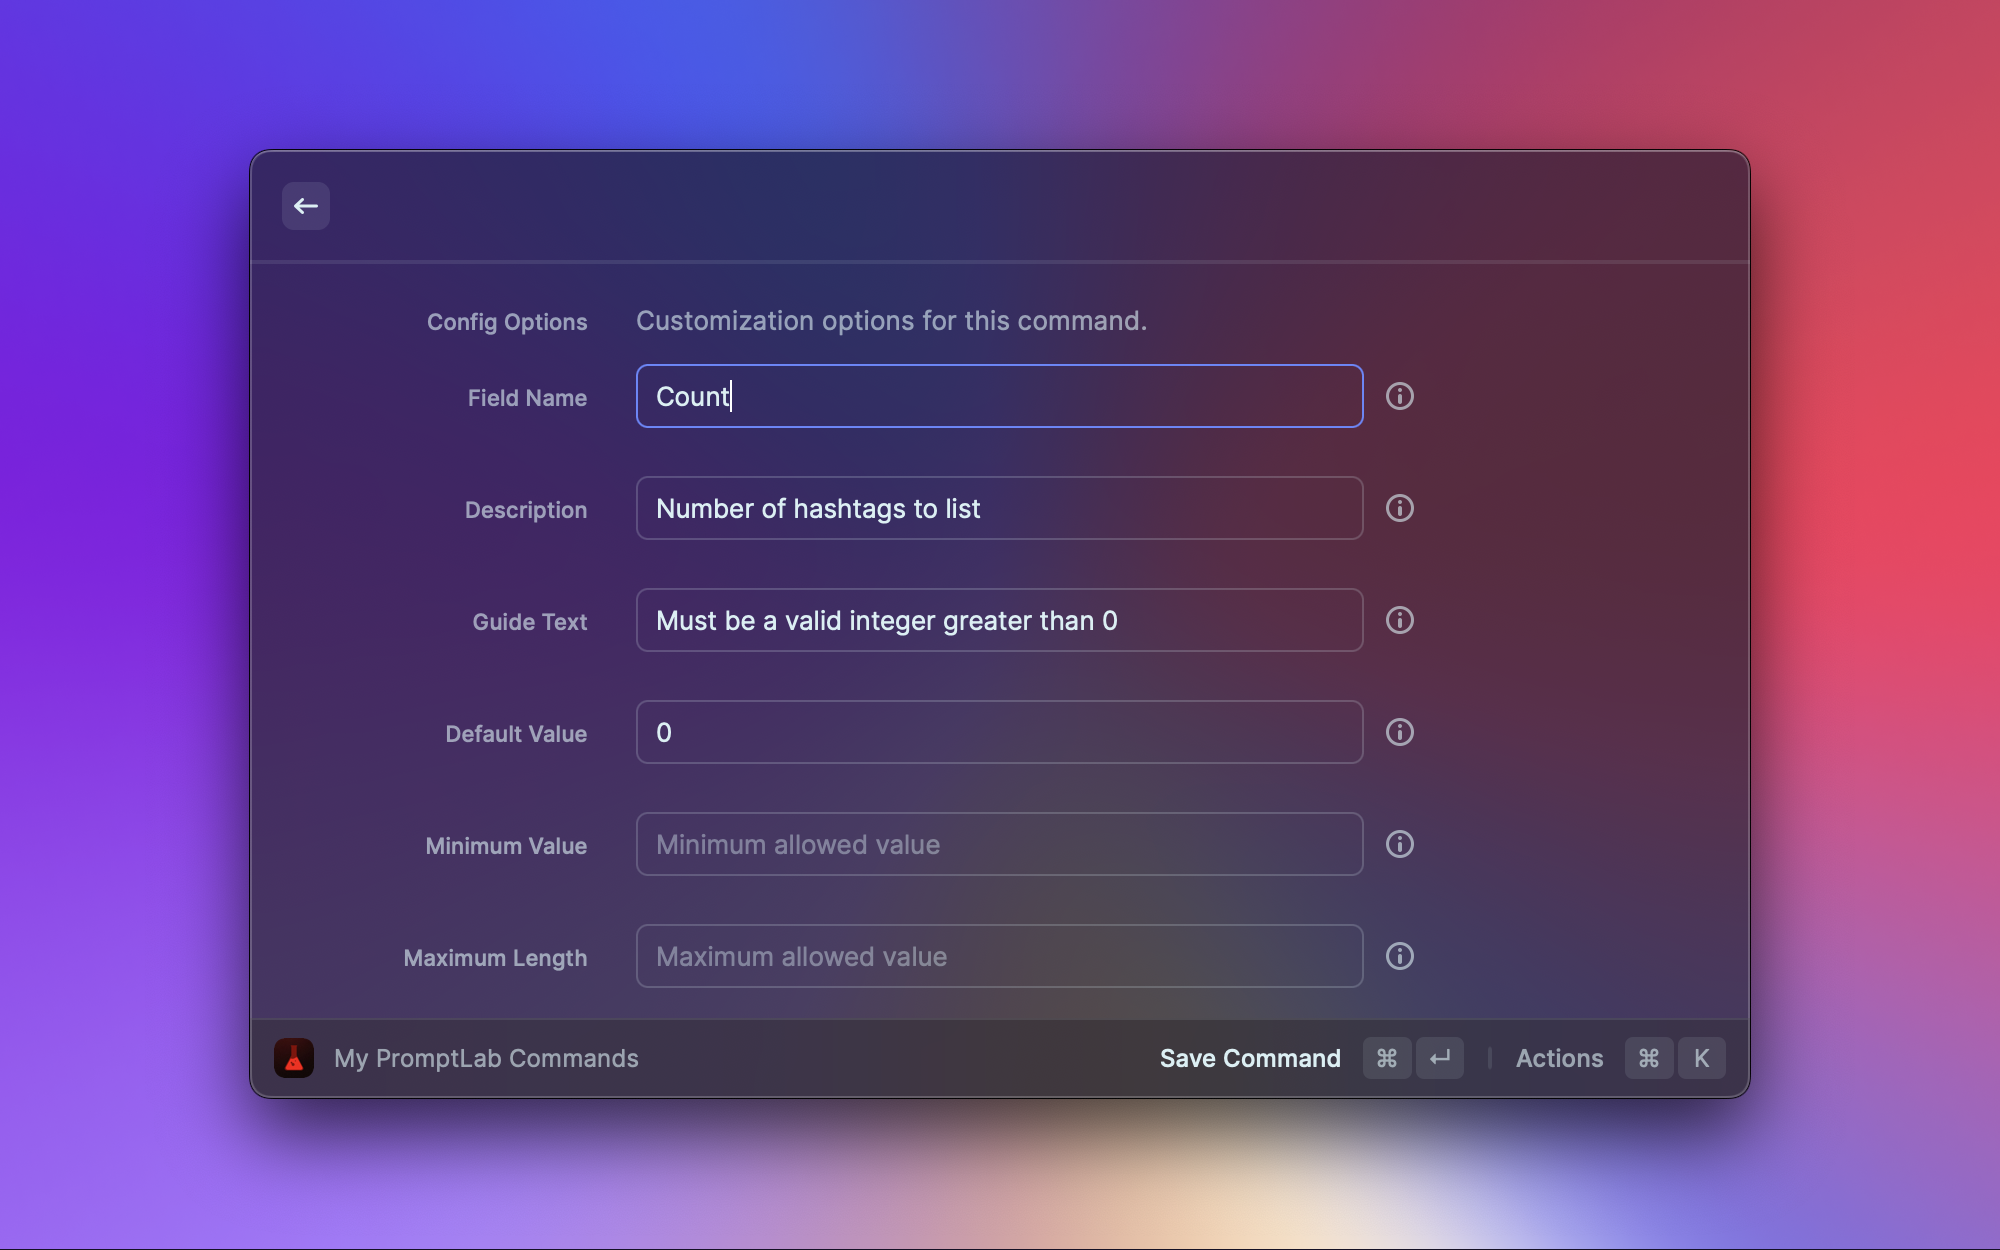 Config Options Customization options for this command.
Field Name Count
Description Number of hashtags to list
Guide Text Must be a valid integer greater than 0
Default Value 0
Minimum Value Minimum allowed value
Maximum Length Maximum allowed value
My PromptLab Commands Save Command ⌘ ↵ | Actions ⌘ K